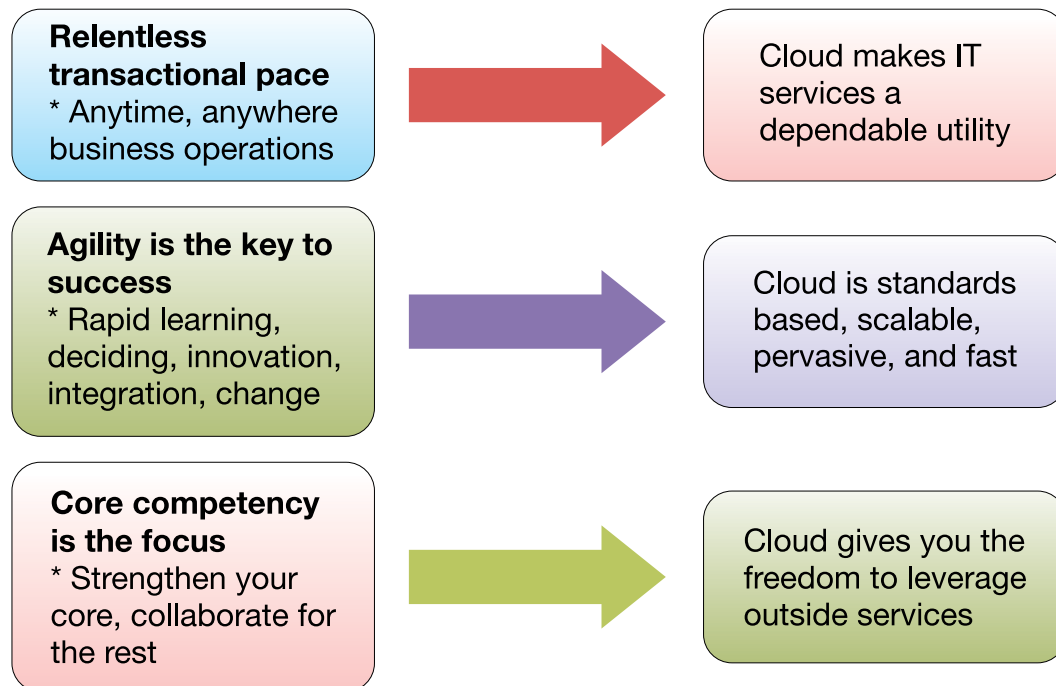 Relentless
transactional pace
* Anytime, anywhere
business operations
Cloud makes IT
services a
dependable utility
Agility is the key to
success
* Rapid learning,
deciding, innovation,
integration, change
Cloud is standards
based, scalable,
pervasive, and fast
Core competency
is the focus
* Strengthen your
core, collaborate for
the rest
Cloud gives you the
freedom to leverage
outside services